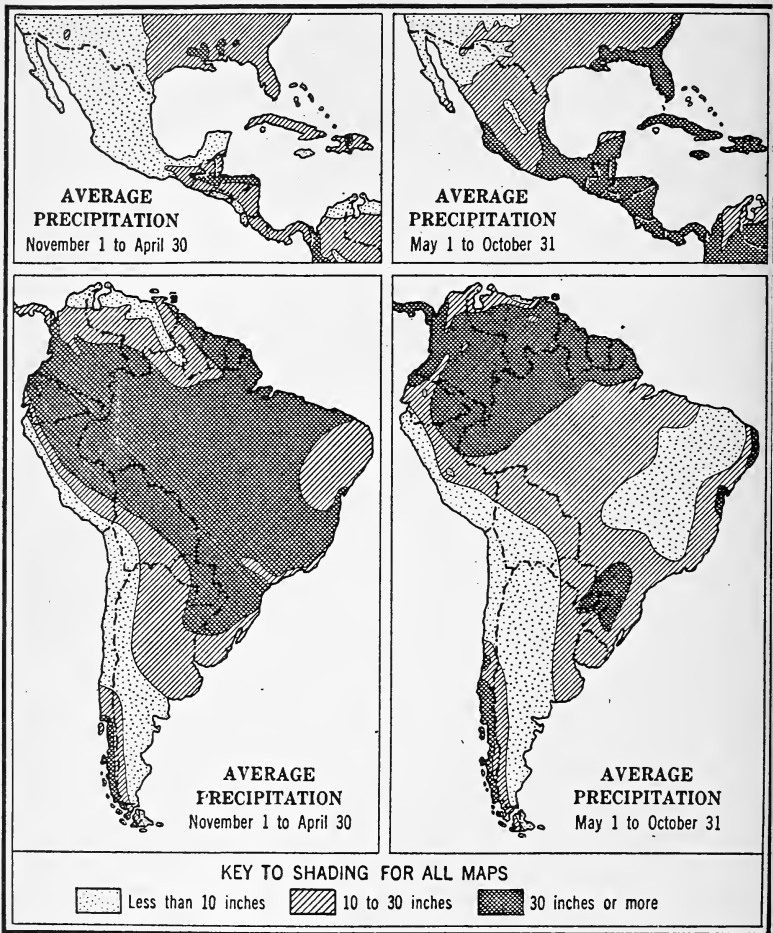 AVERAGE
PRECIPITATION
November 1 to April 30
AVERAGE
PRECIPITATION
May 1 to October 31
AVERAGE
PRECIPITATION
November 1 to April 30
AVERAGE
PRECIPITATION
May 1 to October 31
KEY TO SHADING FOR ALL MAPS
Less than 10 inches
10 to 30 inches
30 inches or more